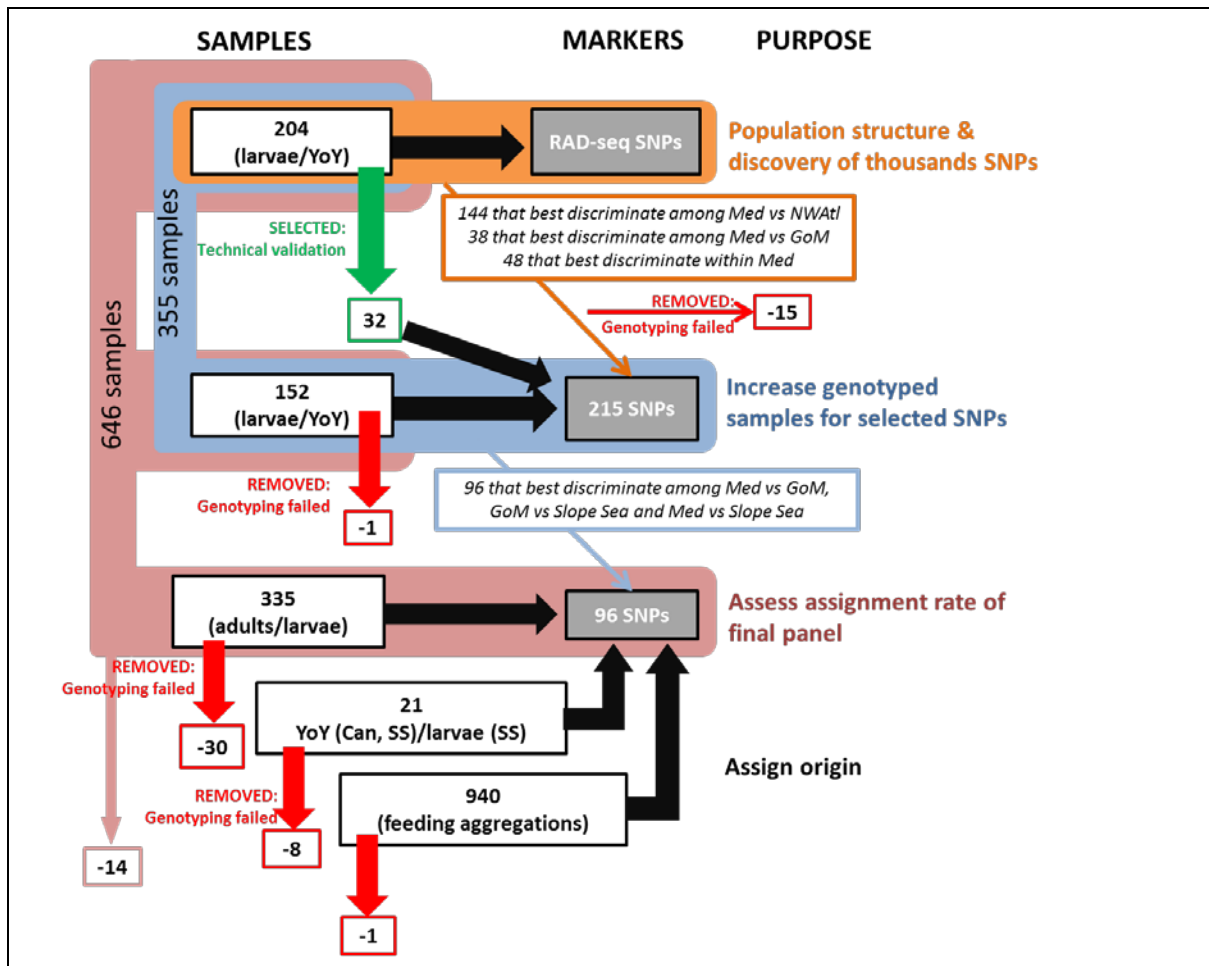 SAMPLES
MARKERS
PURPOSE
204
(larvae/YoY)
RAD-seq SNPs
Population structure &
discovery of thousands SNPs
SELECTED:
Technical validation
144 that best discriminate among Med vs NWAtl
38 that best discriminate among Med vs GoM
48 that best discriminate within Med
355 samples
646 samples
32
REMOVED:
Genotyping failed
-15
152
(larvae/YoY)
215 SNPs
Increase genotyped
samples for selected SNPs
REMOVED:
Genotyping failed
-1
96 that best discriminate among Med vs GoM,
GoM vs Slope Sea and Med vs Slope Sea
335
(adults/larvae)
96 SNPs
Assess assignment rate of
final panel
REMOVED:
Genotyping failed
-30
21
YoY (Can, SS)/larvae (SS)
Assign origin
REMOVED:
Genotyping failed
-8
940
(feeding aggregations)
-14
-1